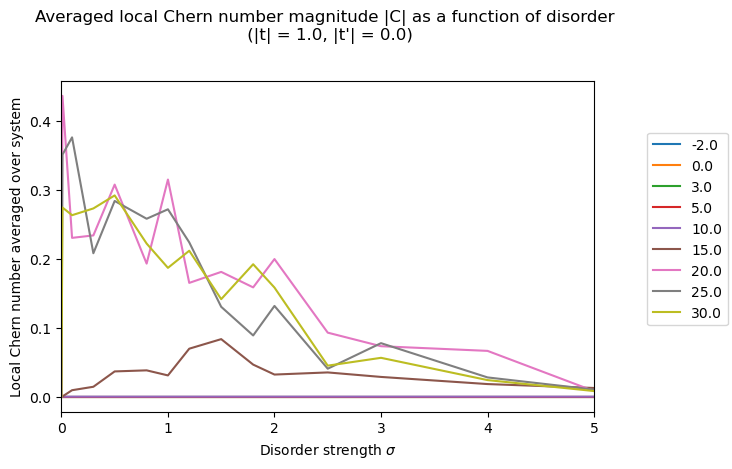 Averaged local Chern number magnitude |C| as a function of disorder
(|t| = 1.0, |t'| = 0.0)
Local Chern number averaged over system
0.4
0.3
0.2
0.1
0.0
0 1 2 3 4 5
Disorder strength σ
-2.0
0.0
3.0
5.0
10.0
15.0
20.0
25.0
30.0